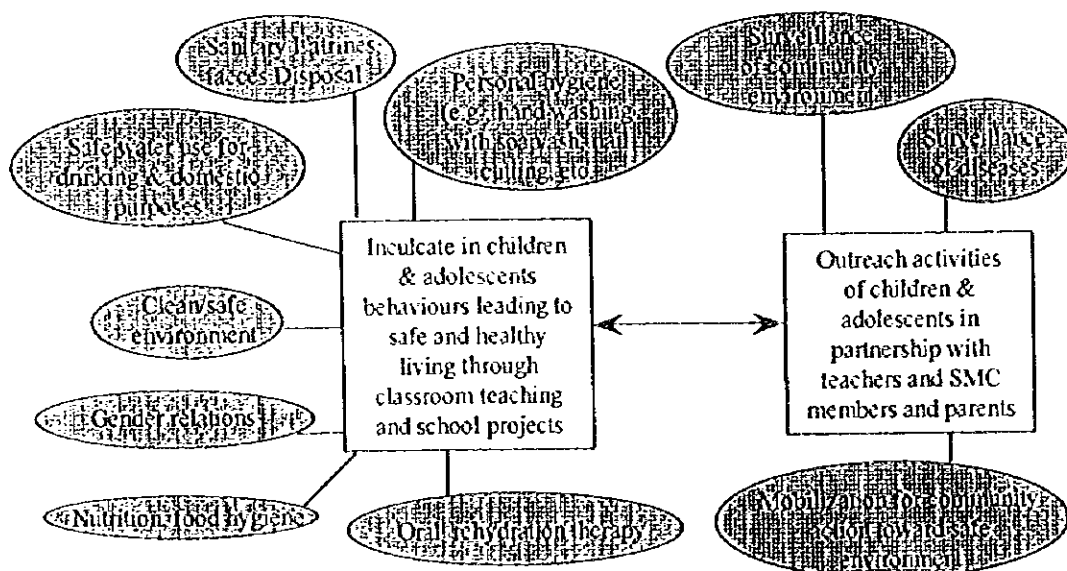 Sanitary Latrines,
faeces Disposal
Personal hygiene
(e.g. hand washing
with soap/ash nail
cutting etc
Surveillance
of community
environment
Surveillance
of diseases
Safe water use for
drinking & domestic
purposes
Inculcate in children
& adolescents
behaviours leading to
safe and healthy
living through
classroom teaching
and school projects
Outreach activities
of children &
adolescents in
partnership with
teachers and SMC
members and parents
Clean/safe
environment
Gender relations
Nutrition, food hygiene
Oral rehydration therapy
Mobilization for community
action toward safe
environment